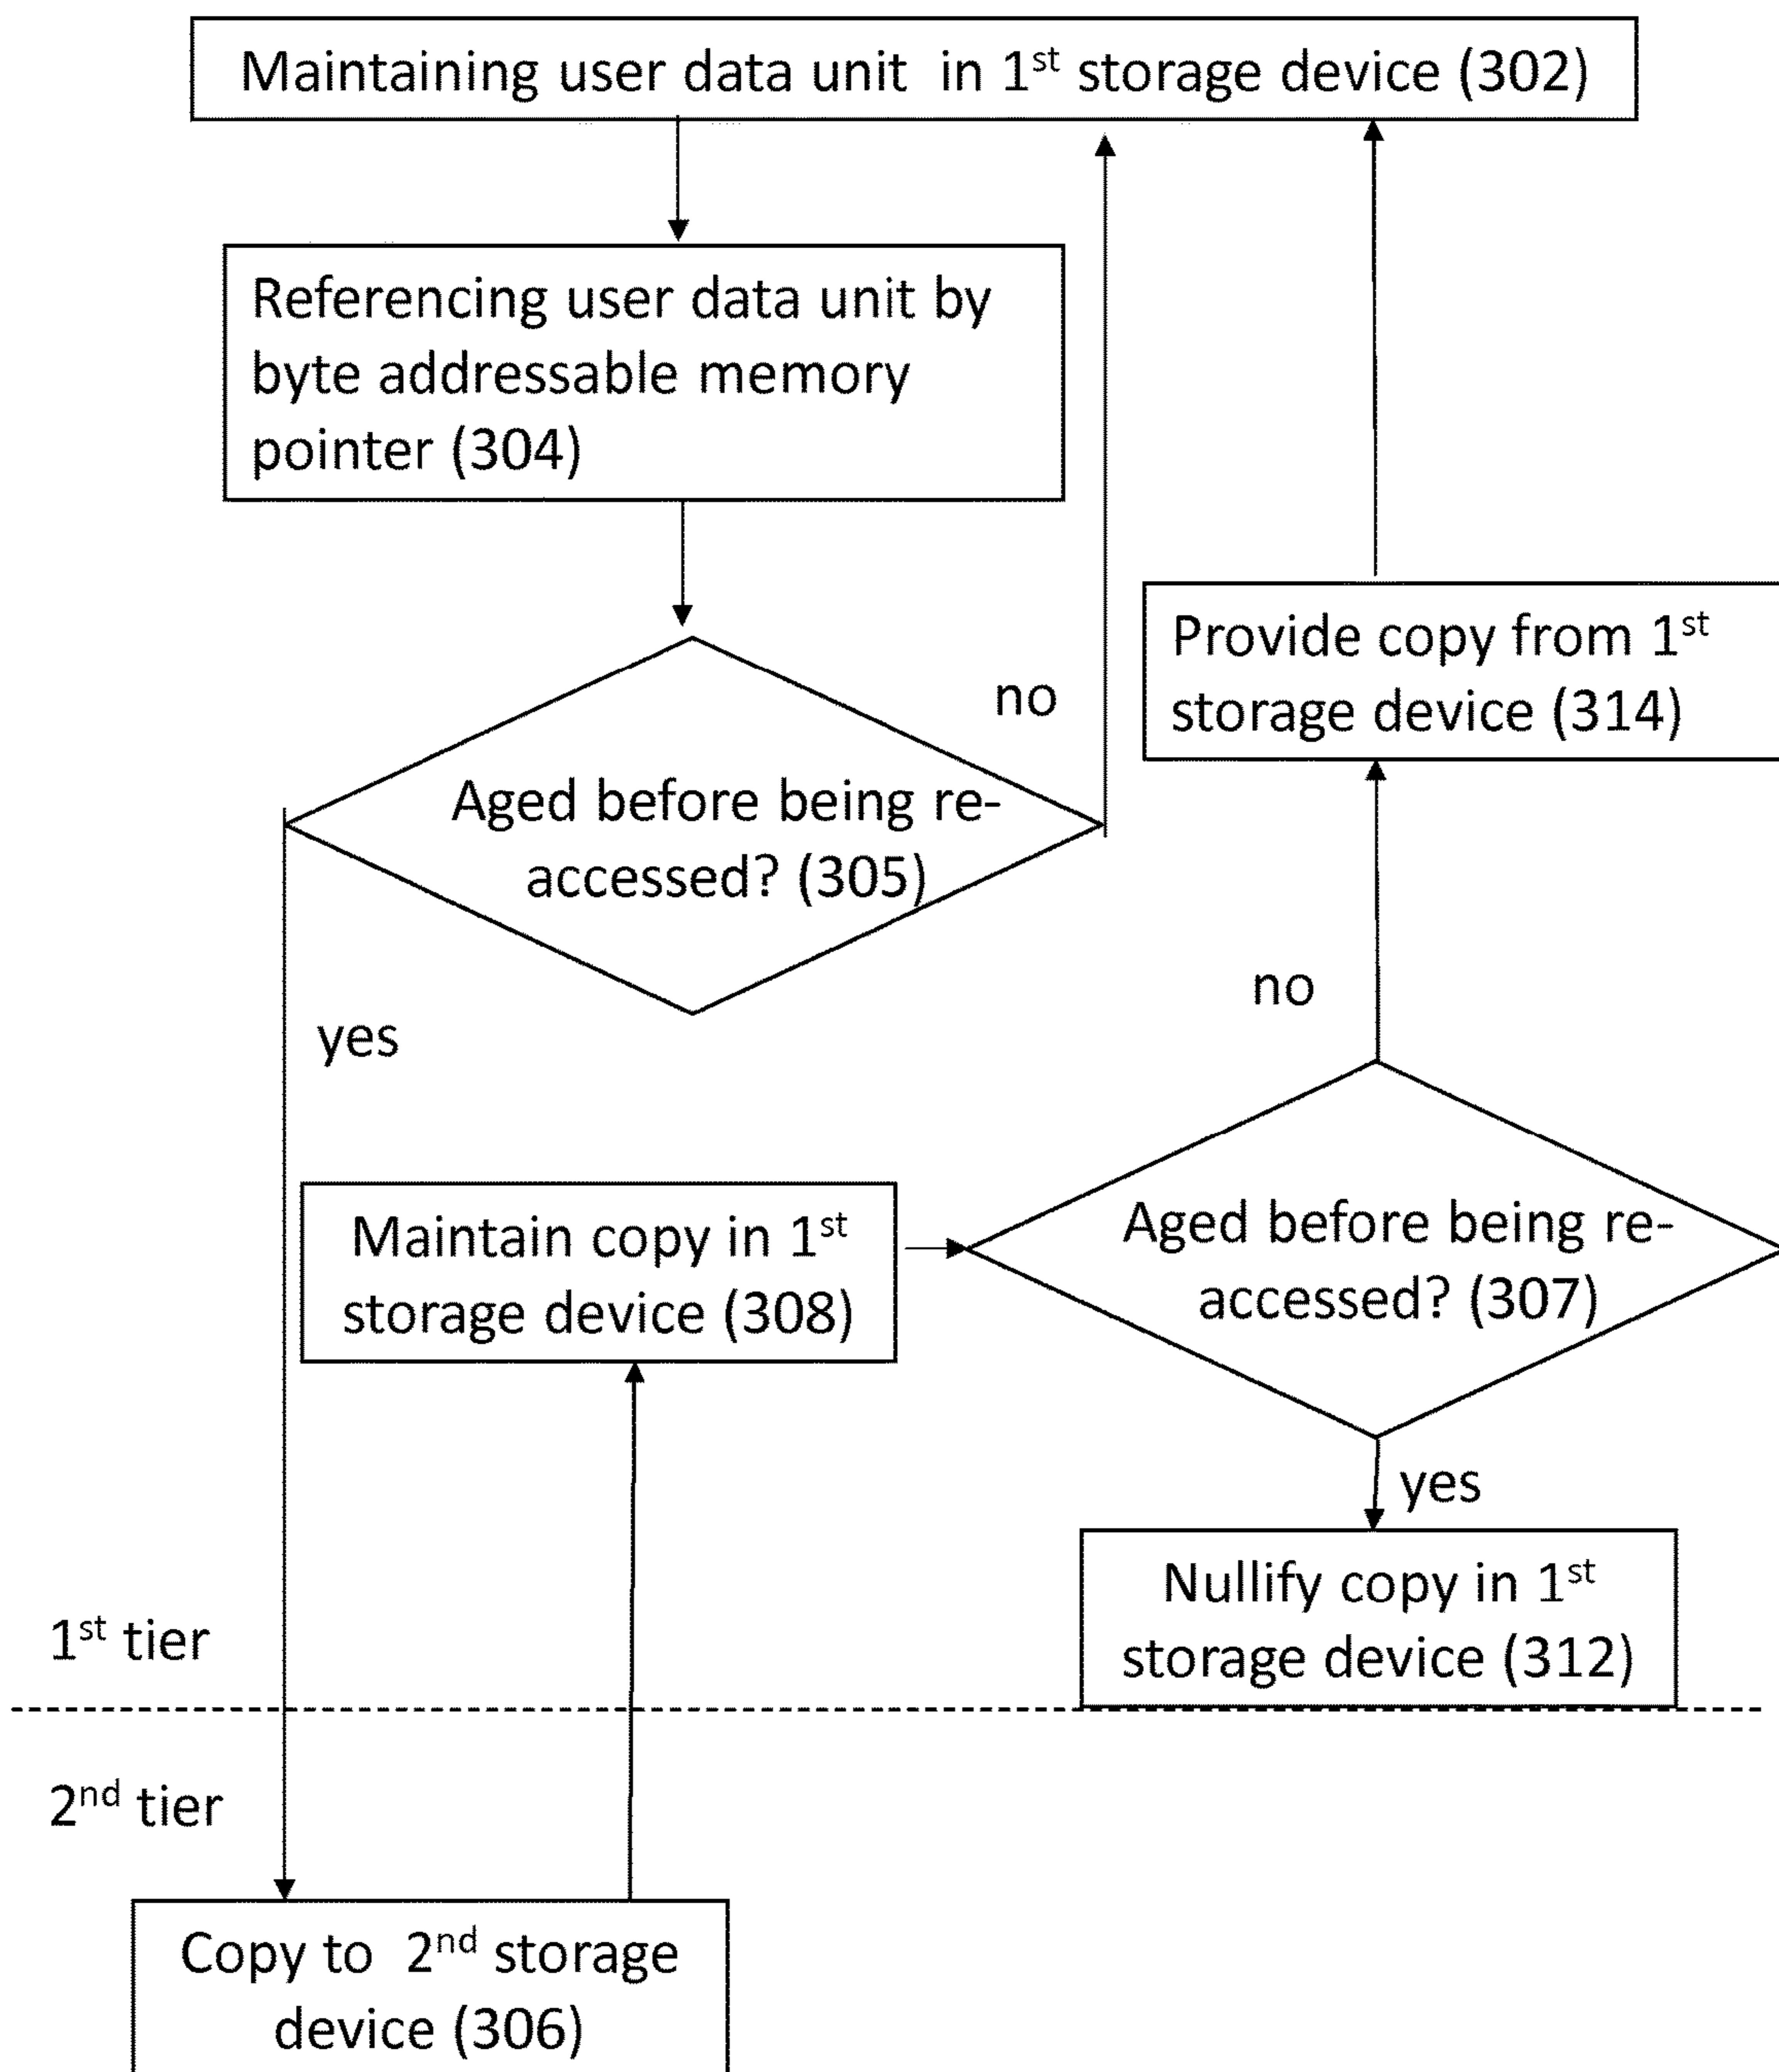 Maintaining user data unit in 1st storage device (302)
Referencing user data unit by
byte addressable memory
pointer (304)
no
Provide copy from 1st
storage device (314)
Aged before being re-
accessed? (305)
no
yes
Maintain copy in 1st
storage device (308)
Aged before being re-
accessed? (307)
yes
Nullify copy in 1st
storage device (312)
1st tier
2nd tier
Copy to 2nd storage
device (306)